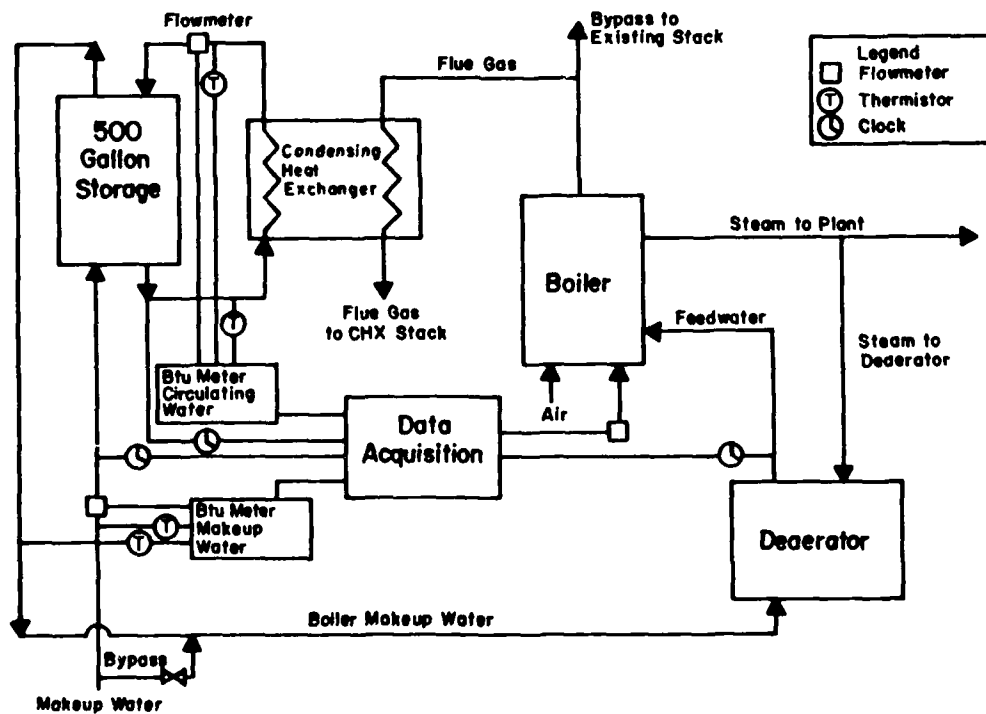 Flowmeter
Bypass to
Existing Stack
Flue Gas
Legend
Flowmeter
T
Thermistor
Clock
T
500
Gallon
Storage
Condensing
Heat
Exchanger
Steam to Plant
Boiler
Flue Gas
to CHX Stack
T
Feedwater
Steam to
Deaerator
Btu Meter
Circulating
Water
Air
Data
Acquisition
Btu Meter
Makeup
Water
T
T
Deaerator
Boiler Makeup Water
Bypass
Makeup Water